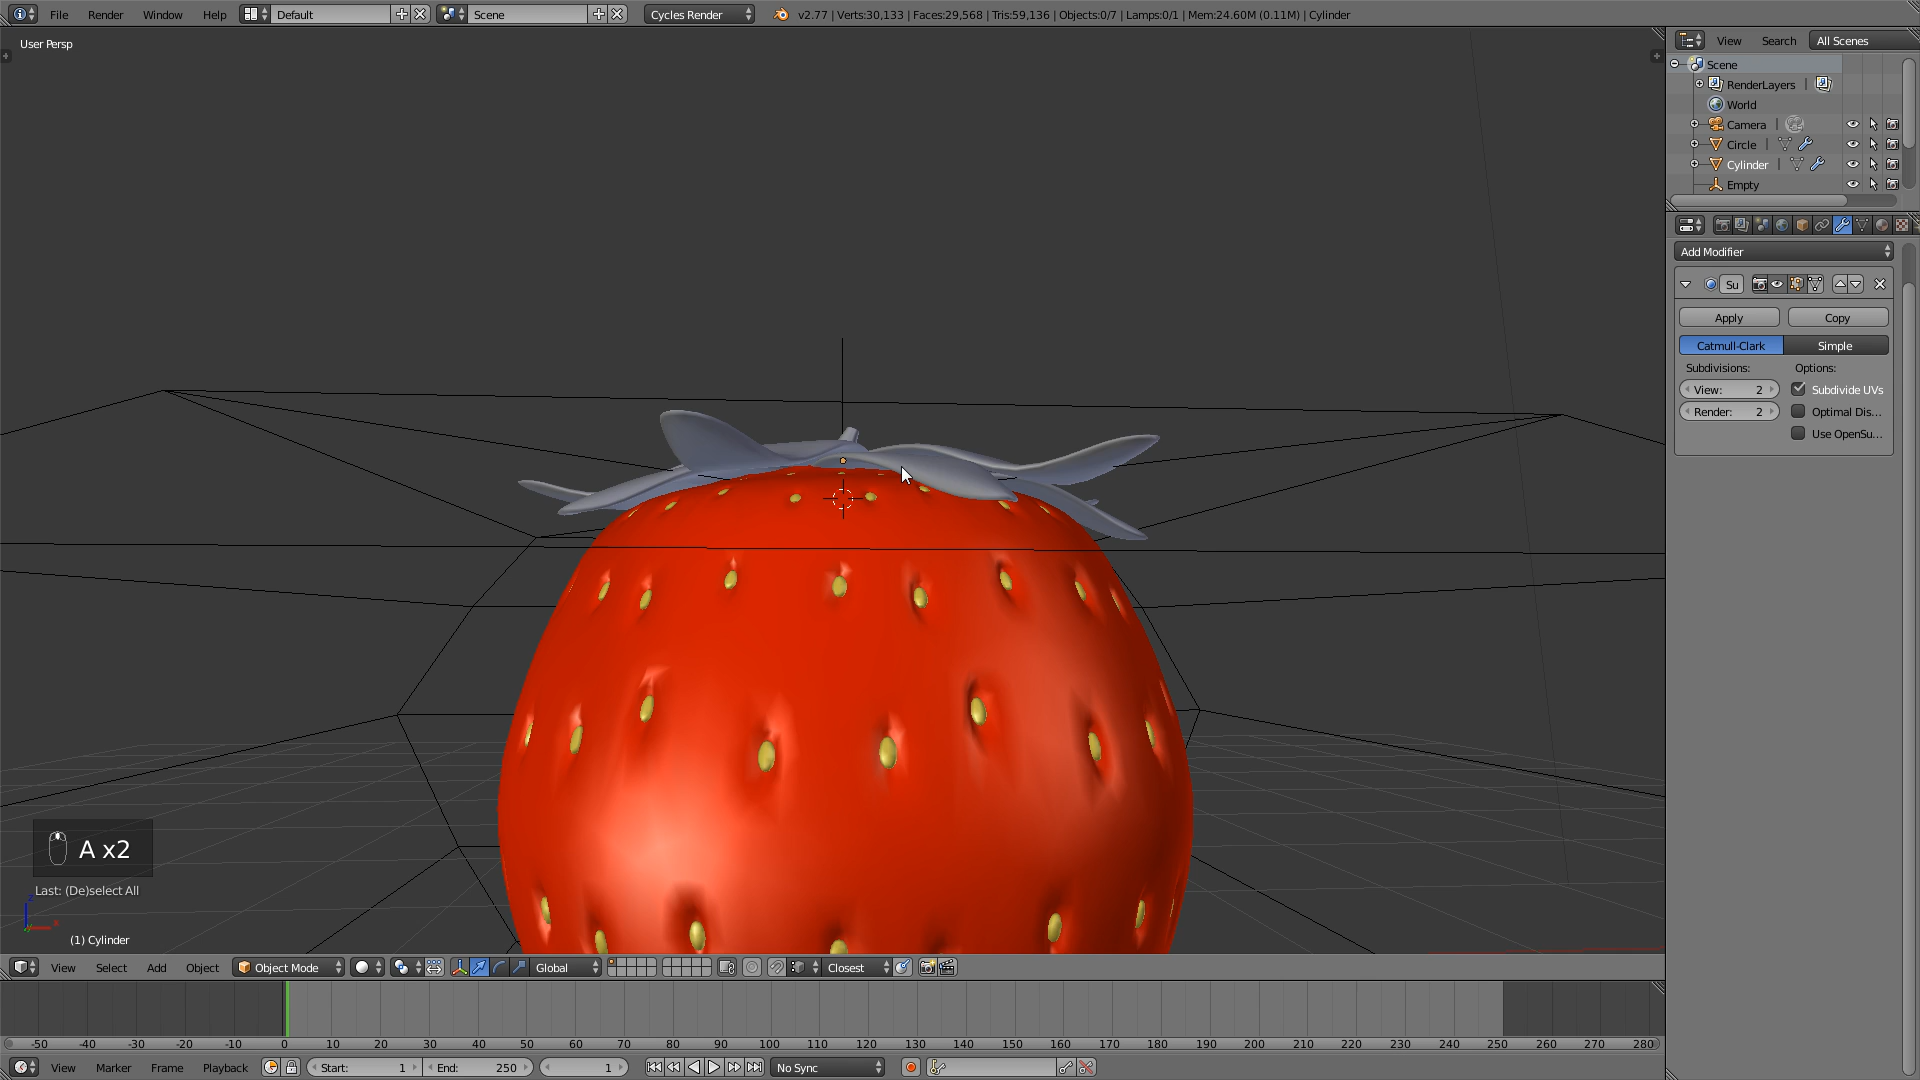 File Render Window Help Default Scene Cycles Render v2.77 | Verts:30,133 | Faces:29,568 | Tris:59,136 | Objects:0/7 | Lamps:0/1 | Mem:24.60M (0.11M) | Cylinder
User Persp
View Search All Scenes
Scene
RenderLayers
World
Camera
Circle
Cylinder
Empty
Add Modifier
Su
Apply Copy
Catmull-Clark Simple
Subdivisions: Options:
View: 2 Subdivide UVs
Render: 2 Optimal Dis...
Use OpenSu...
A x2
Last: (De)select All
(1) Cylinder
View Select Add Object Object Mode Global Closest
-50 -40 -30 -20 -10 0 10 20 30 40 50 60 70 80 90 100 110 120 130 140 150 160 170 180 190 200 210 220 230 240 250 260 270 280
View Marker Frame Playback Start: 1 End: 250 1 No Sync